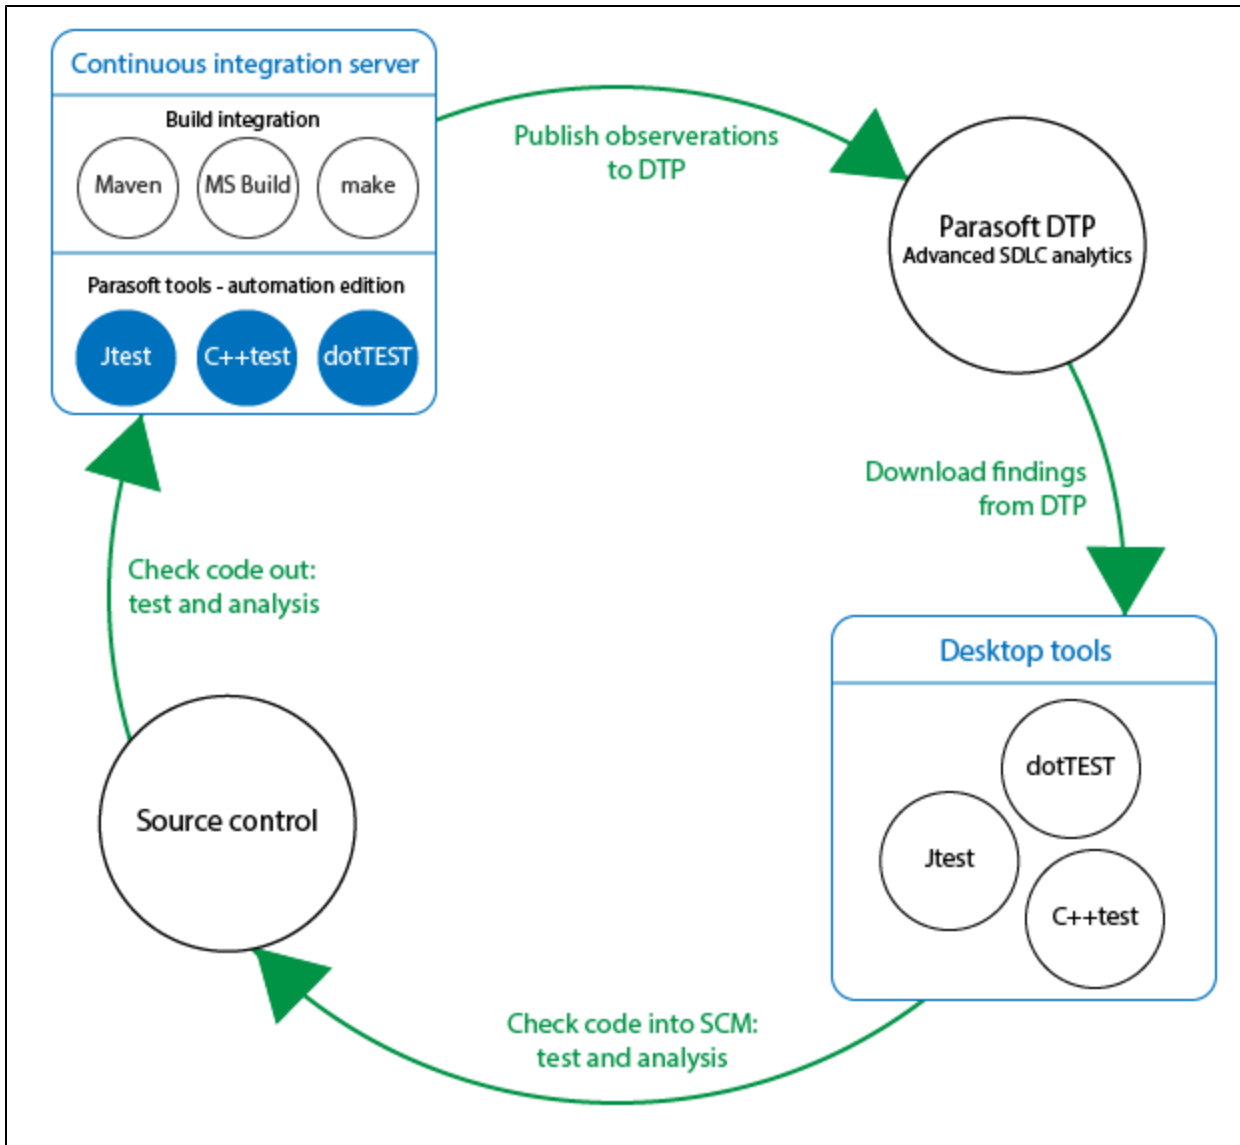 Continuous integration server
Build integration
Maven
MS Build
make
Parasoft tools - automation edition
Jtest
C++test
dotTEST
Publish observerations
to DTP
Parasoft DTP
Advanced SDLC analytics
Download findings
from DTP
Desktop tools
dotTEST
Jtest
C++test
Check code into SCM:
test and analysis
Source control
Check code out:
test and analysis